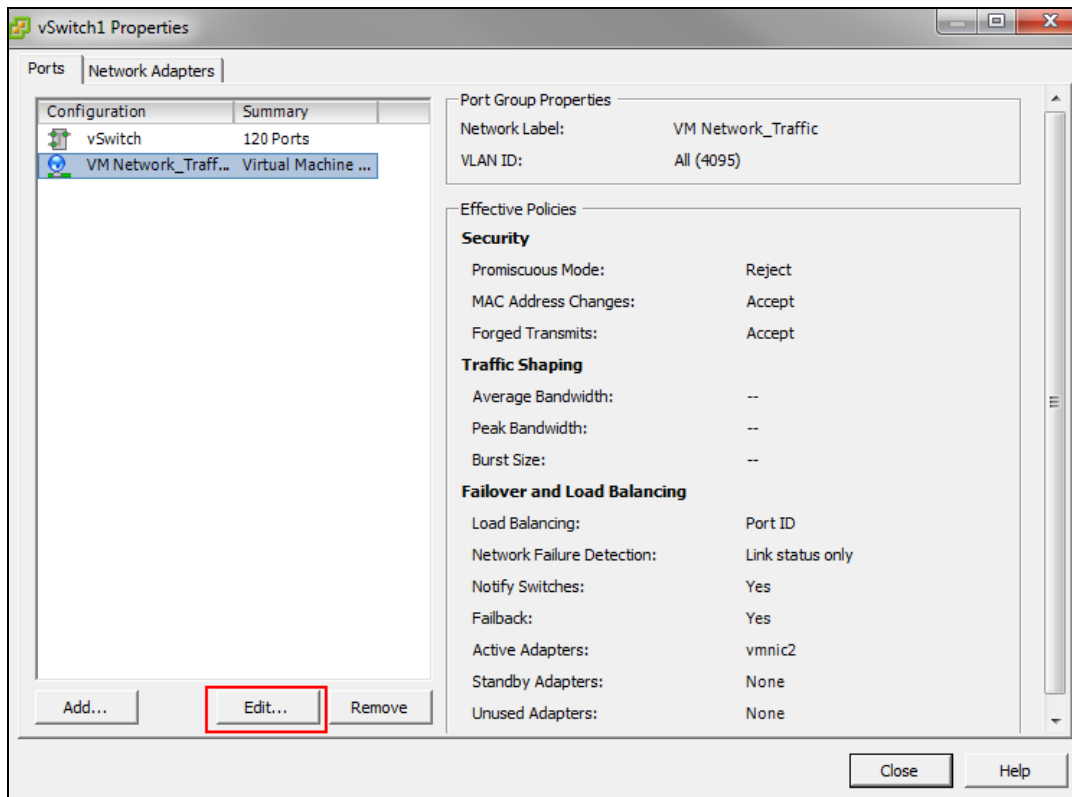 vSwitch1 Properties
Ports
Network Adapters
Configuration Summary
vSwitch 120 Ports
VM Network_Traff... Virtual Machine ...
Add...
Edit...
Remove
Port Group Properties
Network Label: VM Network_Traffic
VLAN ID: All (4095)
Effective Policies
Security
Promiscuous Mode: Reject
MAC Address Changes: Accept
Forged Transmits: Accept
Traffic Shaping
Average Bandwidth: --
Peak Bandwidth: --
Burst Size: --
Failover and Load Balancing
Load Balancing: Port ID
Network Failure Detection: Link status only
Notify Switches: Yes
Failback: Yes
Active Adapters: vmnic2
Standby Adapters: None
Unused Adapters: None
Close
Help